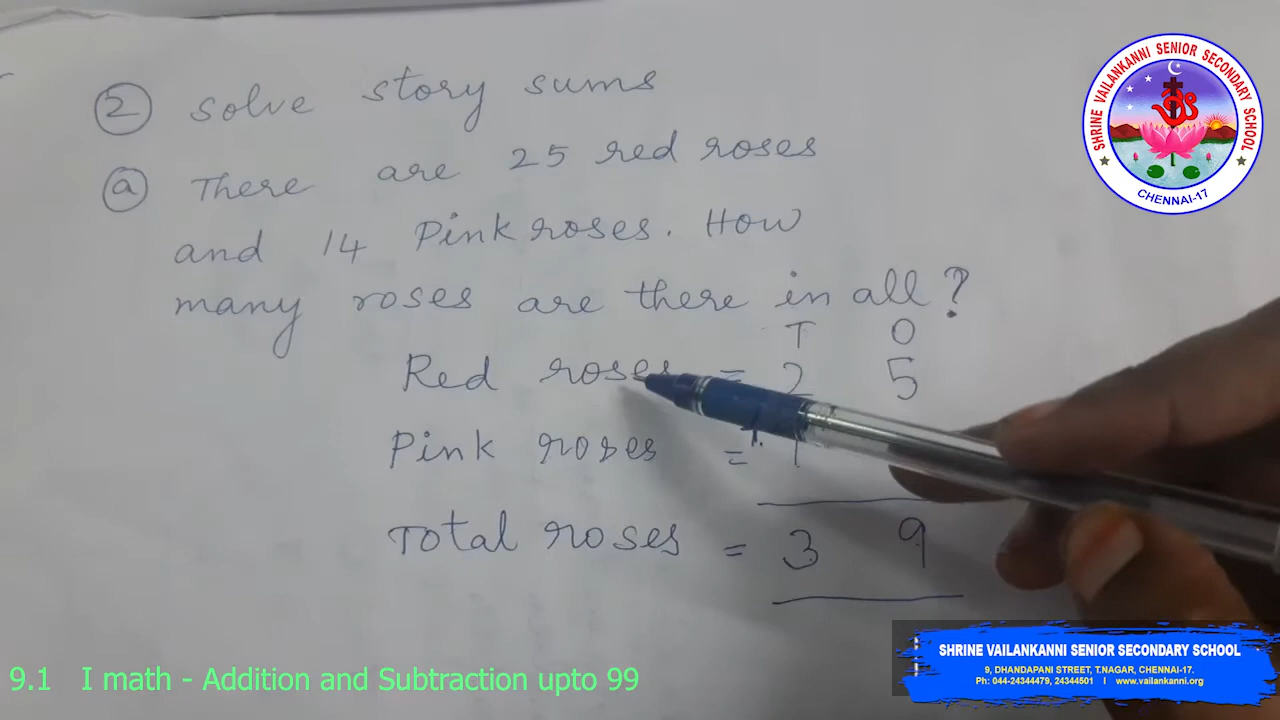 ② Solve story sums
ⓐ There are 25 red roses
and 14 Pink roses. How
many roses are there in all?
T O
Red roses = 2 5
Pink roses = 1
Total roses = 3 9
SHRINE VAILANKANNI SENIOR SECONDARY SCHOOL
CHENNAI-17
9.1 I math - Addition and Subtraction upto 99
SHRINE VAILANKANNI SENIOR SECONDARY SCHOOL
9, DHANDAPANI STREET, T.NAGAR, CHENNAI-17.
Ph: 044-24344479, 24344501 I www.vailankanni.org